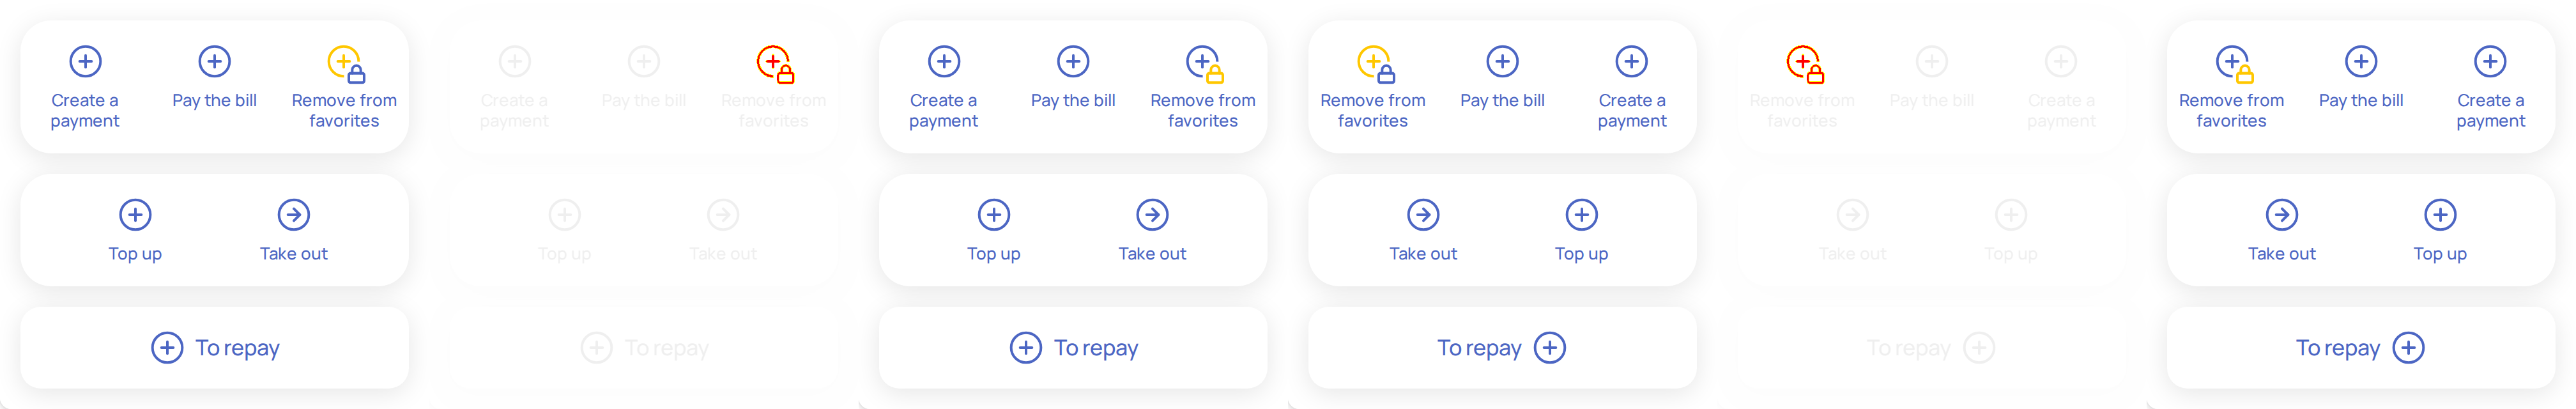 Create a
payment
Pay the bill
Remove from
favorites
Top up
Take out
To repay
Create a
payment
Pay the bill
Remove from
favorites
Top up
Take out
To repay
Create a
payment
Pay the bill
Remove from
favorites
Top up
Take out
To repay
Remove from
favorites
Pay the bill
Create a
payment
Take out
Top up
To repay
Remove from
favorites
Pay the bill
Create a
payment
Take out
Top up
To repay
Remove from
favorites
Pay the bill
Create a
payment
Take out
Top up
To repay